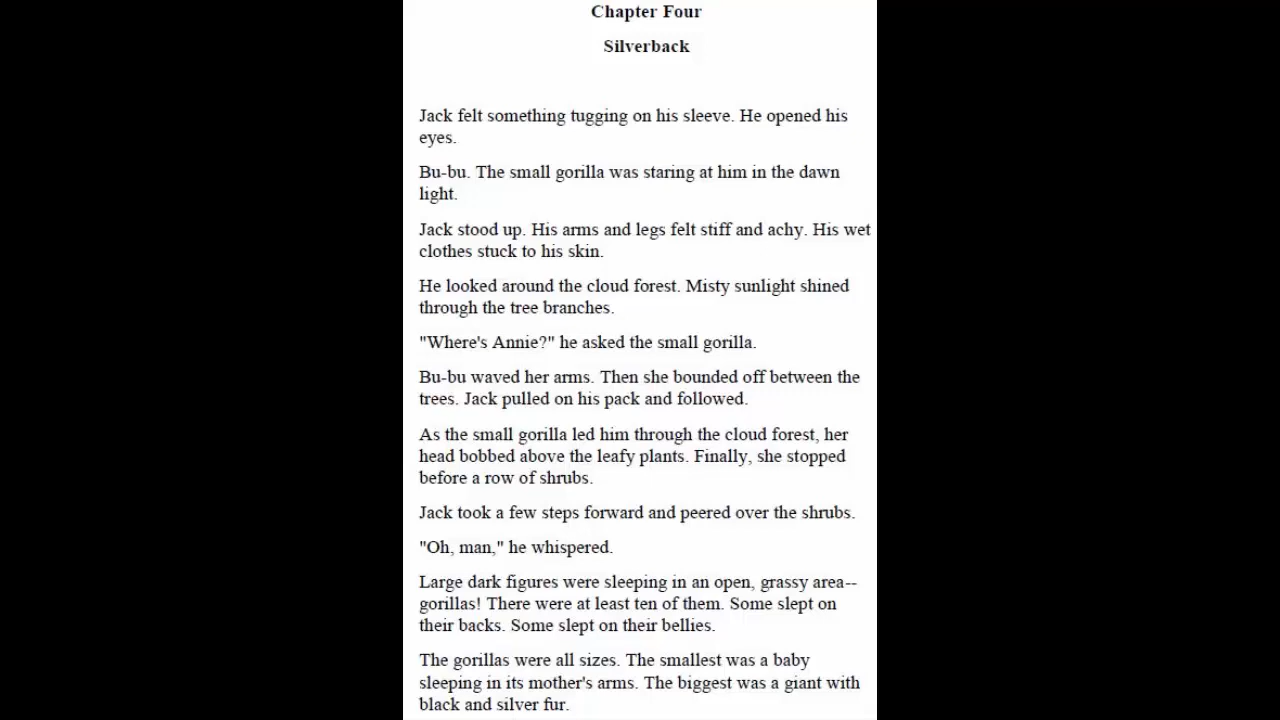 Chapter Four
Silverback
Jack felt something tugging on his sleeve. He opened his
eyes.
Bu-bu. The small gorilla was staring at him in the dawn
light.
Jack stood up. His arms and legs felt stiff and achy. His wet
clothes stuck to his skin.
He looked around the cloud forest. Misty sunlight shined
through the tree branches.
"Where's Annie?" he asked the small gorilla.
Bu-bu waved her arms. Then she bounded off between the
trees. Jack pulled on his pack and followed.
As the small gorilla led him through the cloud forest, her
head bobbed above the leafy plants. Finally, she stopped
before a row of shrubs.
Jack took a few steps forward and peered over the shrubs.
"Oh, man," he whispered.
Large dark figures were sleeping in an open, grassy area--
gorillas! There were at least ten of them. Some slept on
their backs. Some slept on their bellies.
The gorillas were all sizes. The smallest was a baby
sleeping in its mother's arms. The biggest was a giant with
black and silver fur.